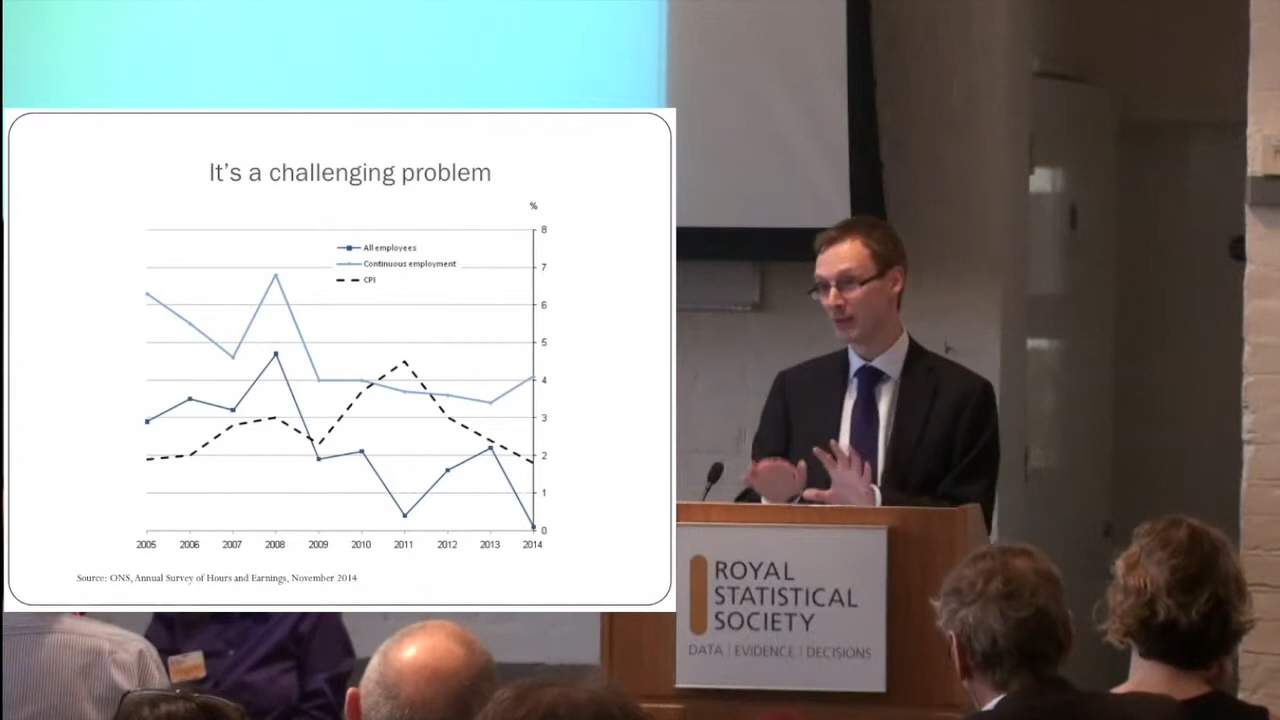 It's a challenging problem
%
All employees
Continuous employment
CPI
8
7
6
5
4
3
2
1
0
2005 2006 2007 2008 2009 2010 2011 2012 2013 2014
Source: ONS, Annual Survey of Hours and Earnings, November 2014
ROYAL
STATISTICAL
SOCIETY
DATA | EVIDENCE | DECISIONS